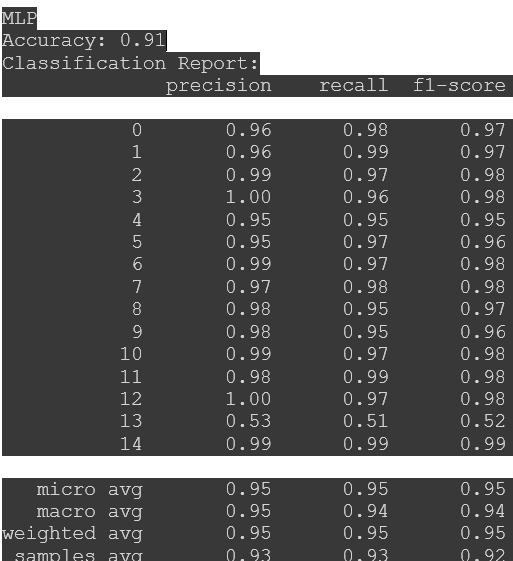 MLP
Accuracy: 0.91
Classification Report:
precision recall f1-score
0 0.96 0.98 0.97
1 0.96 0.99 0.97
2 0.99 0.97 0.98
3 1.00 0.96 0.98
4 0.95 0.95 0.95
5 0.95 0.97 0.96
6 0.99 0.97 0.98
7 0.97 0.98 0.98
8 0.98 0.95 0.97
9 0.98 0.95 0.96
10 0.99 0.97 0.98
11 0.98 0.99 0.98
12 1.00 0.97 0.98
13 0.53 0.51 0.52
14 0.99 0.99 0.99
micro avg 0.95 0.95 0.95
macro avg 0.95 0.94 0.94
weighted avg 0.95 0.95 0.95
samples avg 0.93 0.93 0.92